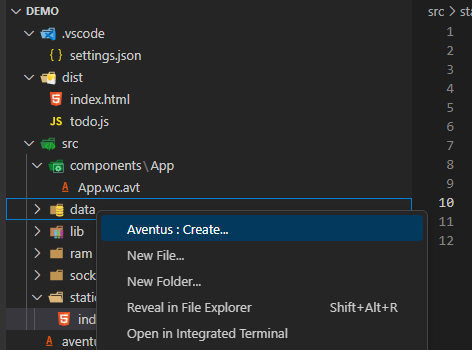 DEMO
src
sta
.vscode
settings.json
dist
index.html
JS todo.js
src
components\App
App.wc.avt
data
lib
ram
sock
static
ind
aventu
1
2
3
4
5
6
7
8
9
10
11
12
Aventus : Create...
New File...
New Folder...
Reveal in File Explorer Shift+Alt+R
Open in Integrated Terminal